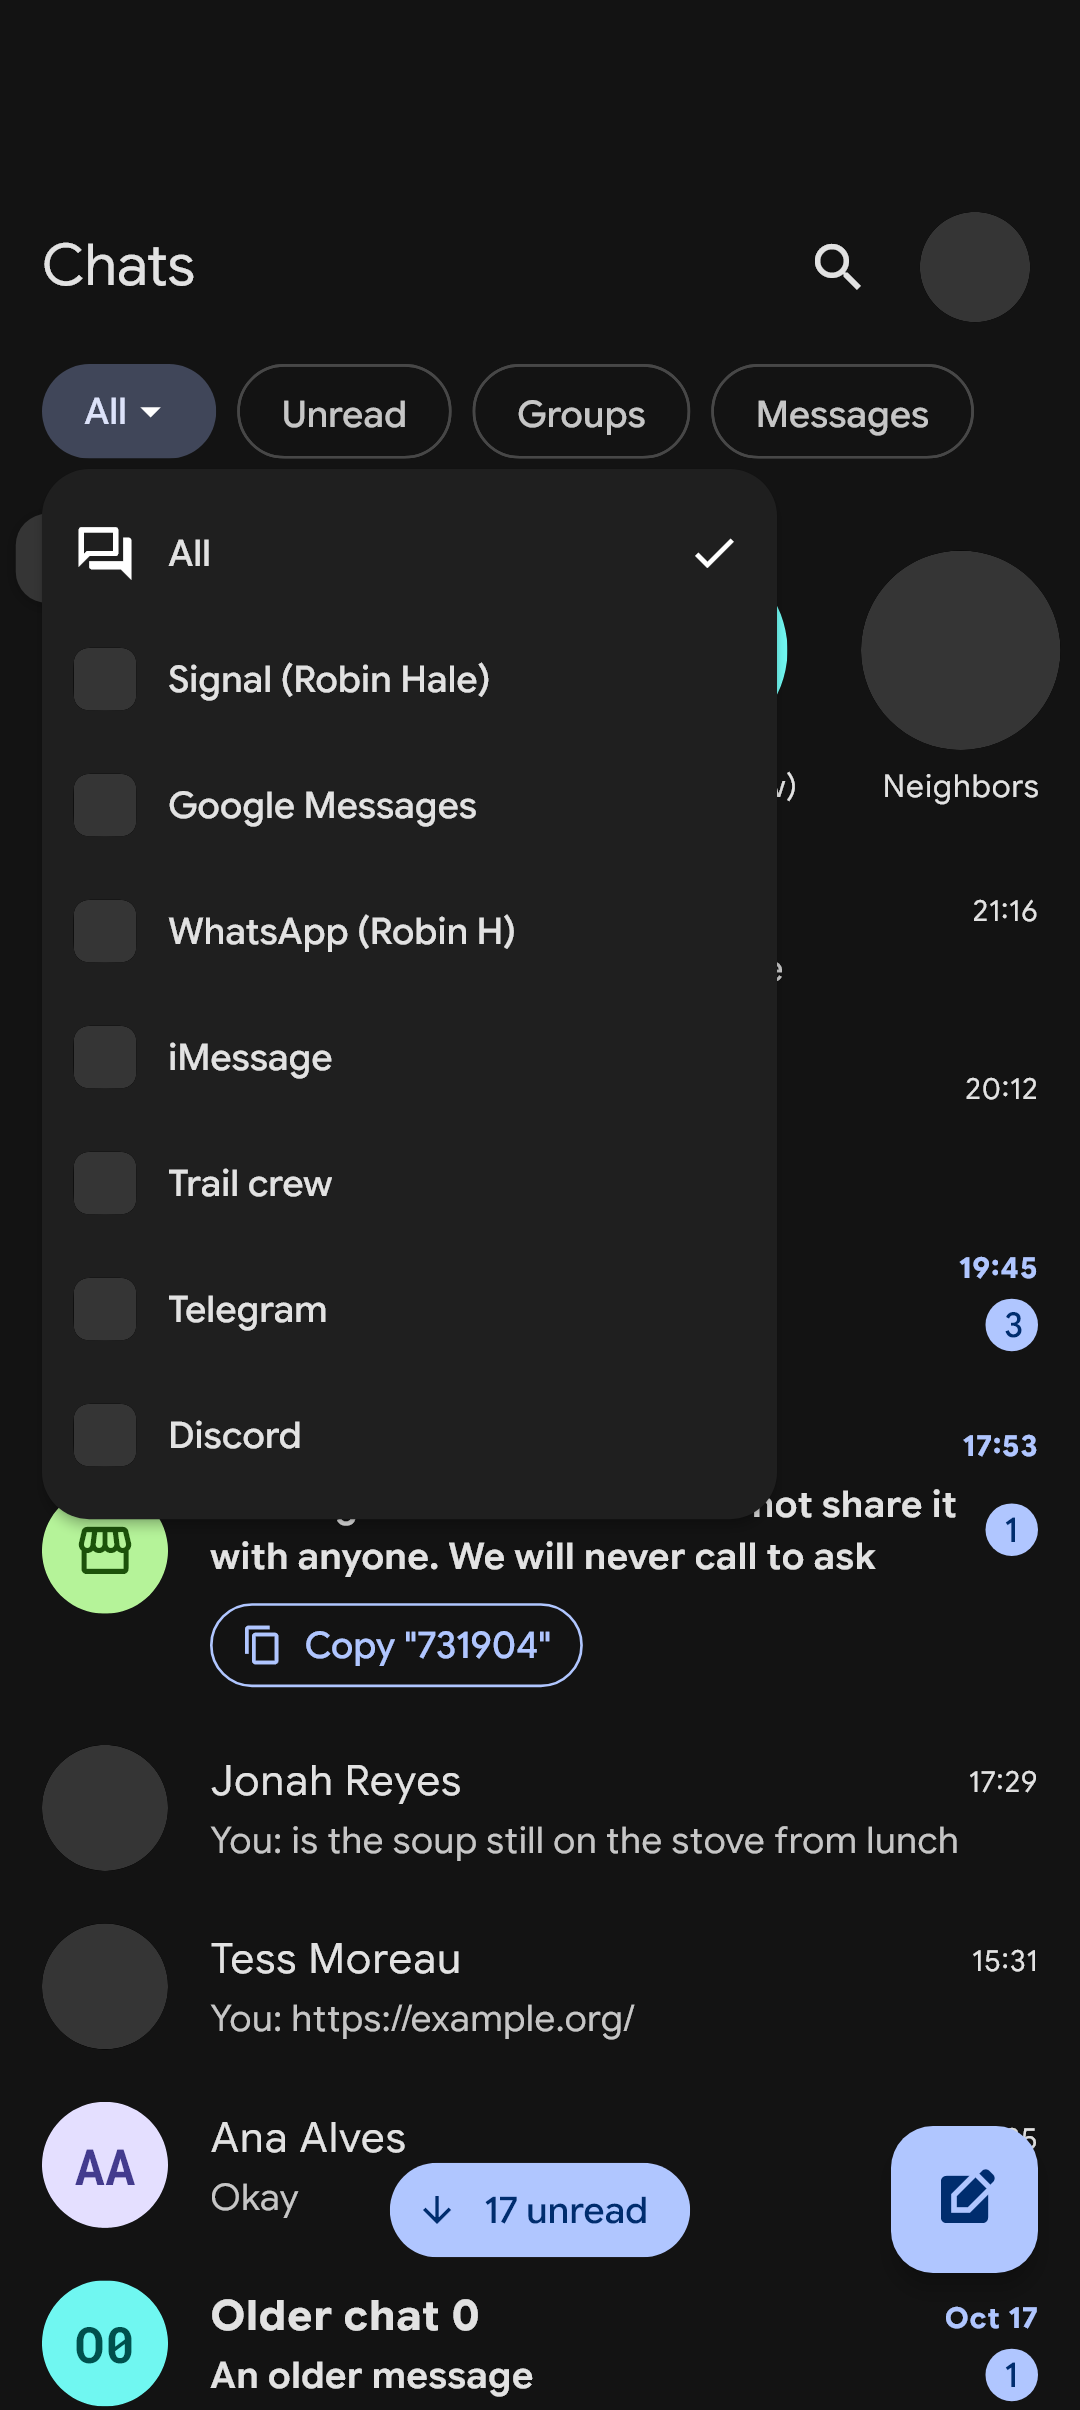 Chats
All
Unread
Groups
Messages
All
Signal (Robin Hale)
Google Messages
WhatsApp (Robin H)
iMessage
Trail crew
Telegram
Discord
Neighbors
21:16
20:12
19:45
3
17:53
not share it
1
with anyone. We will never call to ask
Copy "731904"
Jonah Reyes
17:29
You: is the soup still on the stove from lunch
Tess Moreau
15:31
You: https://example.org/
AA
Ana Alves
Okay
17 unread
O0
Older chat 0
Oct 17
An older message
1